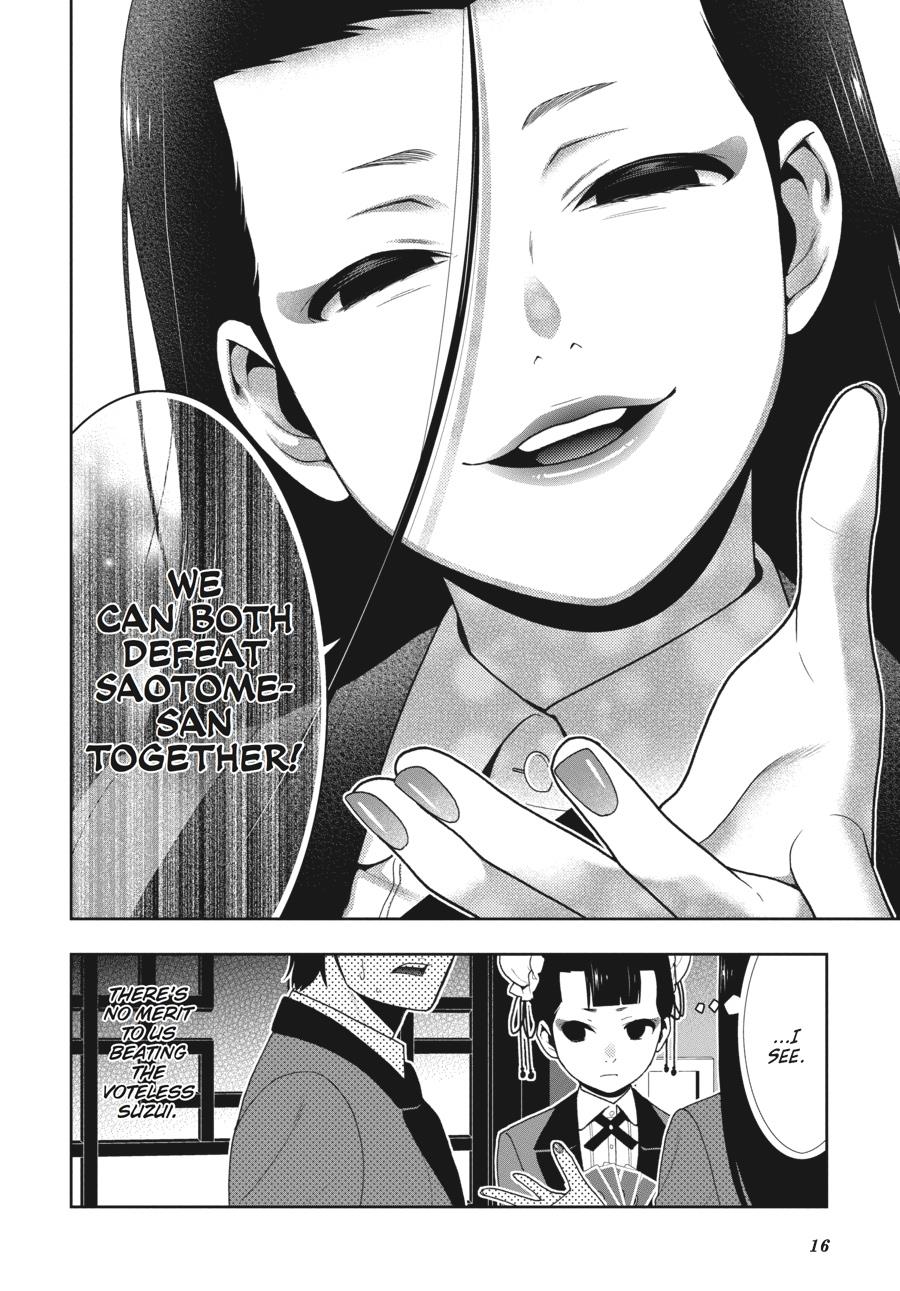 WE
CAN BOTH
DEFEAT
SAOTOME-
SAN
TOGETHER!
...I
SEE.
THERE'S
NO MERIT
TO US
BEATING
THE
VOTELESS
SUZUI.
16